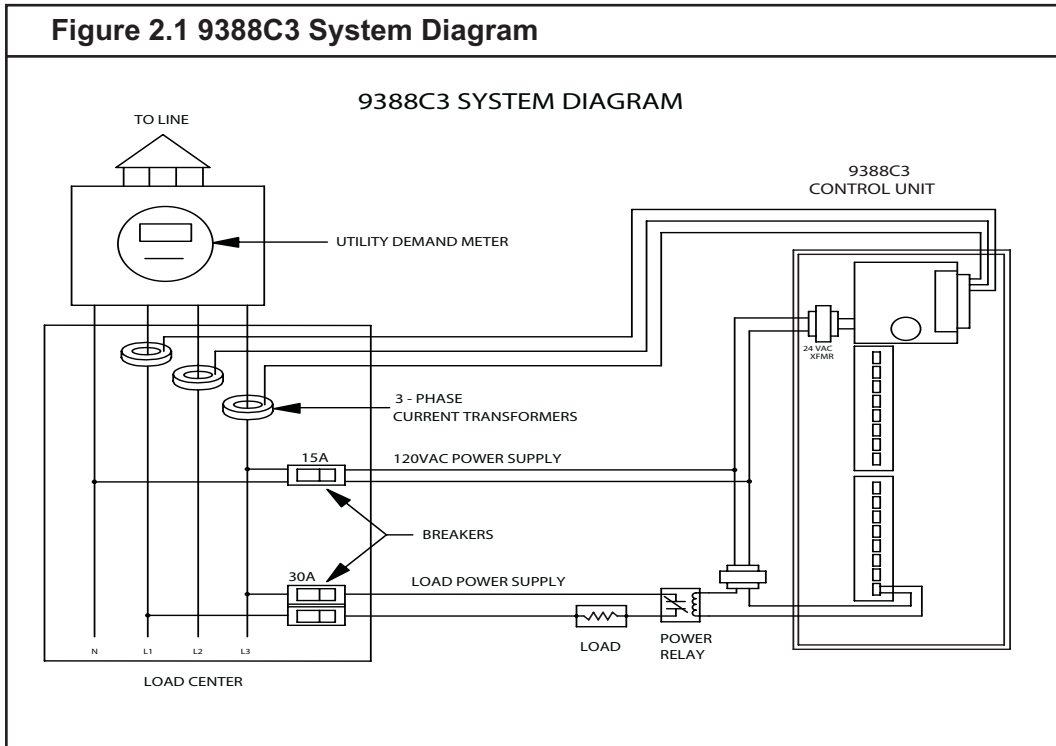 Figure 2.1 9388C3 System Diagram
9388C3 SYSTEM DIAGRAM
TO LINE
9388C3
CONTROL UNIT
UTILITY DEMAND METER
24 VAC
XFMR
3 - PHASE
CURRENT TRANSFORMERS
15A
120VAC POWER SUPPLY
BREAKERS
30A
LOAD POWER SUPPLY
LOAD
POWER
RELAY
N
L1
L2
L3
LOAD CENTER